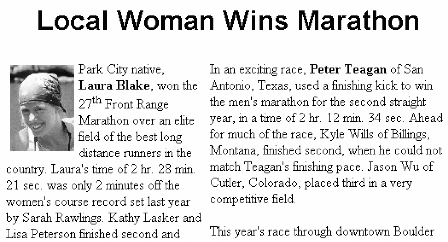 Local Woman Wins Marathon
Park City native,
Laura Blake, won the
27th Front Range
Marathon over an elite
field of the best long
distance runners in the
country. Laura's time of 2 hr. 28 min.
21 sec. was only 2 minutes off the
women's course record set last year
by Sarah Rawlings. Kathy Lasker and
Lisa Peterson finished second and
In an exciting race, Peter Teagan of San
Antonio, Texas, used a finishing kick to win
the men's marathon for the second straight
year, in a time of 2 hr. 12 min. 34 sec. Ahead
for much of the race, Kyle Wills of Billings,
Montana, finished second, when he could not
match Teagan's finishing pace. Jason Wu of
Cutler, Colorado, placed third in a very
competitive field.
This year's race through downtown Boulder